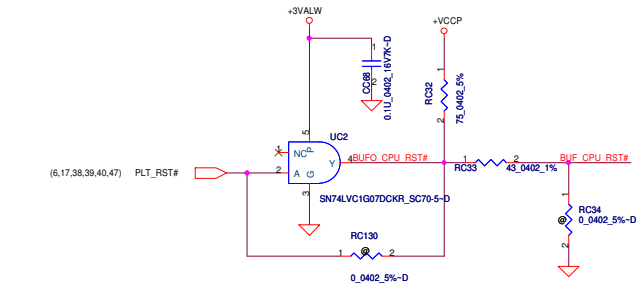 +3VALW
+VCCP
1
CC68
2
0.1U_0402_16V7K~D
1
RC32
2
75_0402_5%
5
UC2
1
NC
P
4
BUFO_CPU_RST#
1
2
BUF_CPU_RST#
Y
RC33
43_0402_1%
(6,17,38,39,40,47)
PLT_RST#
2
A
G
3
SN74LVC1G07DCKR_SC70-5~D
1
RC34
@
0_0402_5%~D
2
RC130
1
@
2
0_0402_5%~D